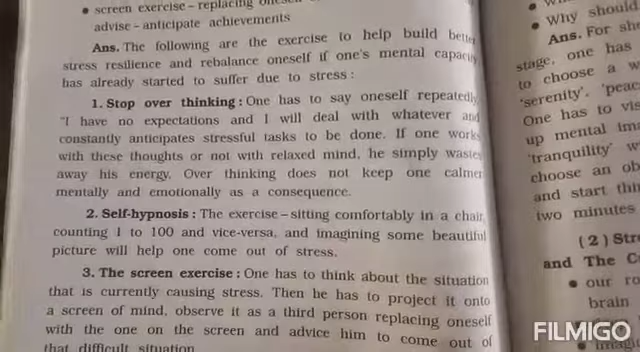 • screen exercise – replacing
advise – anticipate achievements
Ans. The following are the exercise to help build better
stress resilience and rebalance oneself if one's mental capacity
has already started to suffer due to stress :
1. Stop over thinking : One has to say oneself repeatedly,
"I have no expectations and I will deal with whatever and
constantly anticipates stressful tasks to be done. If one works
with these thoughts or not with relaxed mind, he simply wastes
away his energy. Over thinking does not keep one calmer
mentally and emotionally as a consequence.
2. Self-hypnosis : The exercise – sitting comfortably in a chair,
counting 1 to 100 and vice-versa, and imagining some beautiful
picture will help one come out of stress.
3. The screen exercise : One has to think about the situation
that is currently causing stress. Then he has to project it onto
a screen of mind, observe it as a third person replacing oneself
with the one on the screen and advice him to come out of
that difficult situation
• Why should
Ans. For
stage, one has
to choose a
'serenity',
One has to
up mental
'tranquility'
choose an
and start
two minutes
( 2 )
and The
• our
brain
FILMIGO